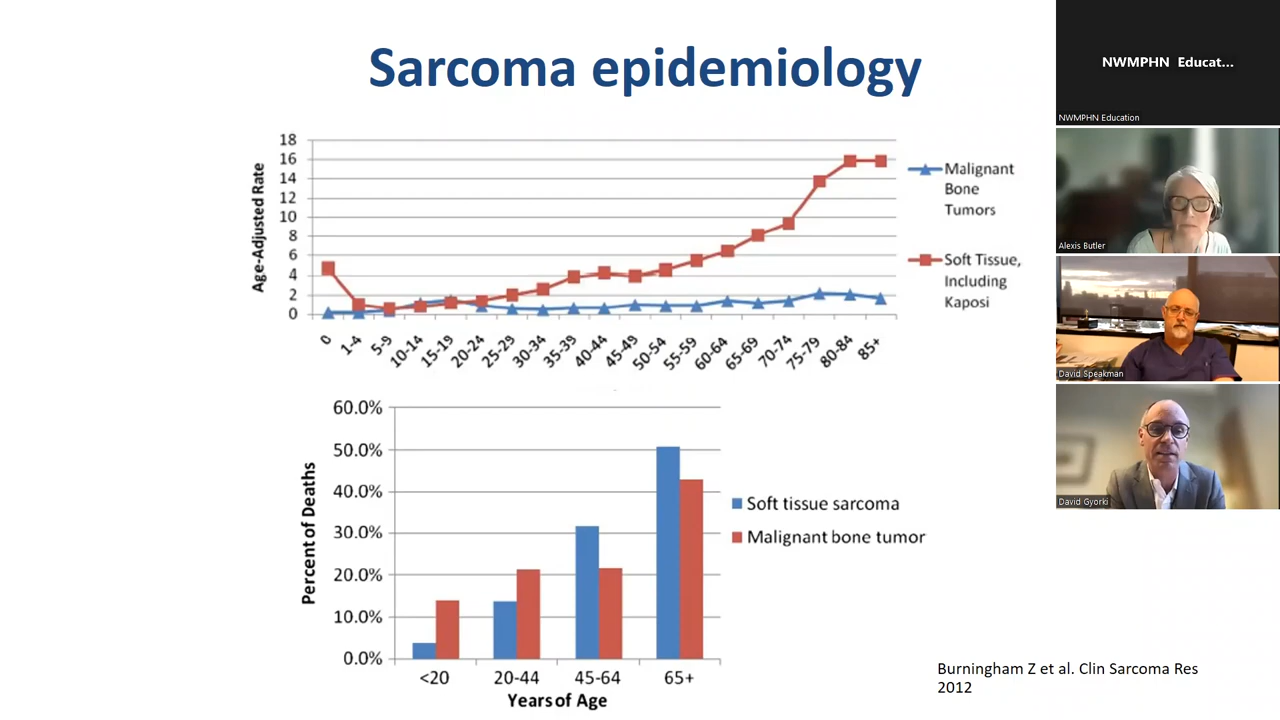 Sarcoma epidemiology
Age-Adjusted Rate
18
16
14
12
10
8
6
4
2
0
0
1-4
5-9
10-14
15-19
20-24
25-29
30-34
35-39
40-44
45-49
50-54
55-59
60-64
65-69
70-74
75-79
80-84
85+
Malignant
Bone
Tumors
Soft Tissue,
Including
Kaposi
Percent of Deaths
60.0%
50.0%
40.0%
30.0%
20.0%
10.0%
0.0%
<20
20-44
45-64
65+
Years of Age
Soft tissue sarcoma
Malignant bone tumor
Burningham Z et al. Clin Sarcoma Res
2012
NWMPHN Educat...
NWMPHN Education
Alexis Butler
David Speakman
David Gyorki